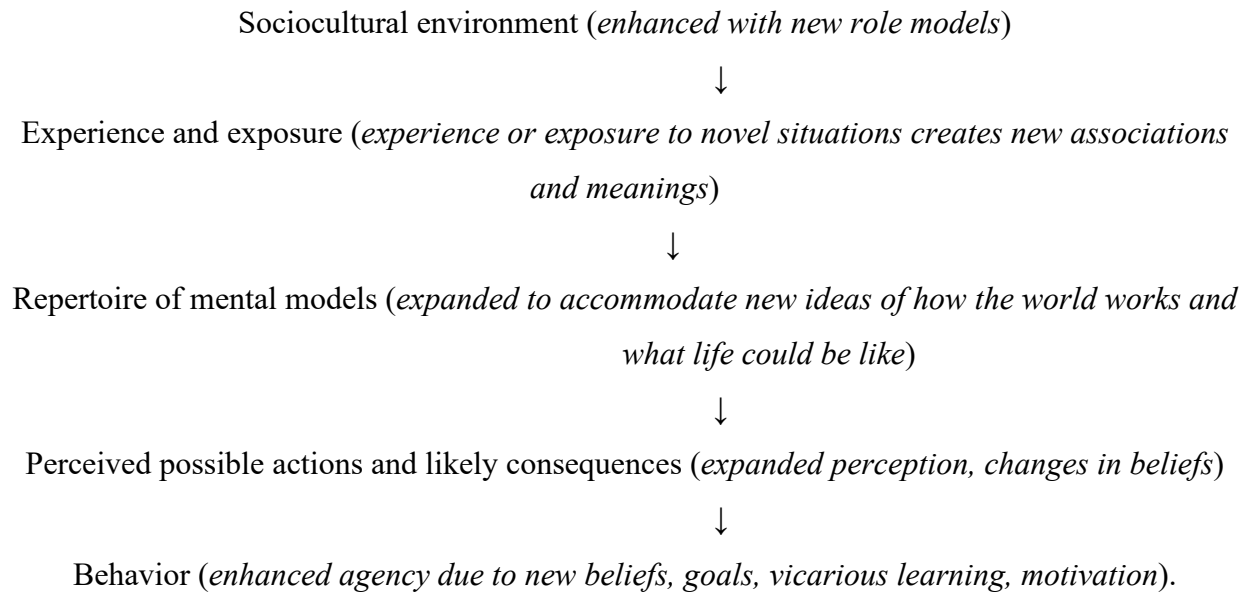 Sociocultural environment (enhanced with new role models)
↓
Experience and exposure (experience or exposure to novel situations creates new associations
and meanings)
↓
Repertoire of mental models (expanded to accommodate new ideas of how the world works and
what life could be like)
↓
Perceived possible actions and likely consequences (expanded perception, changes in beliefs)
↓
Behavior (enhanced agency due to new beliefs, goals, vicarious learning, motivation).